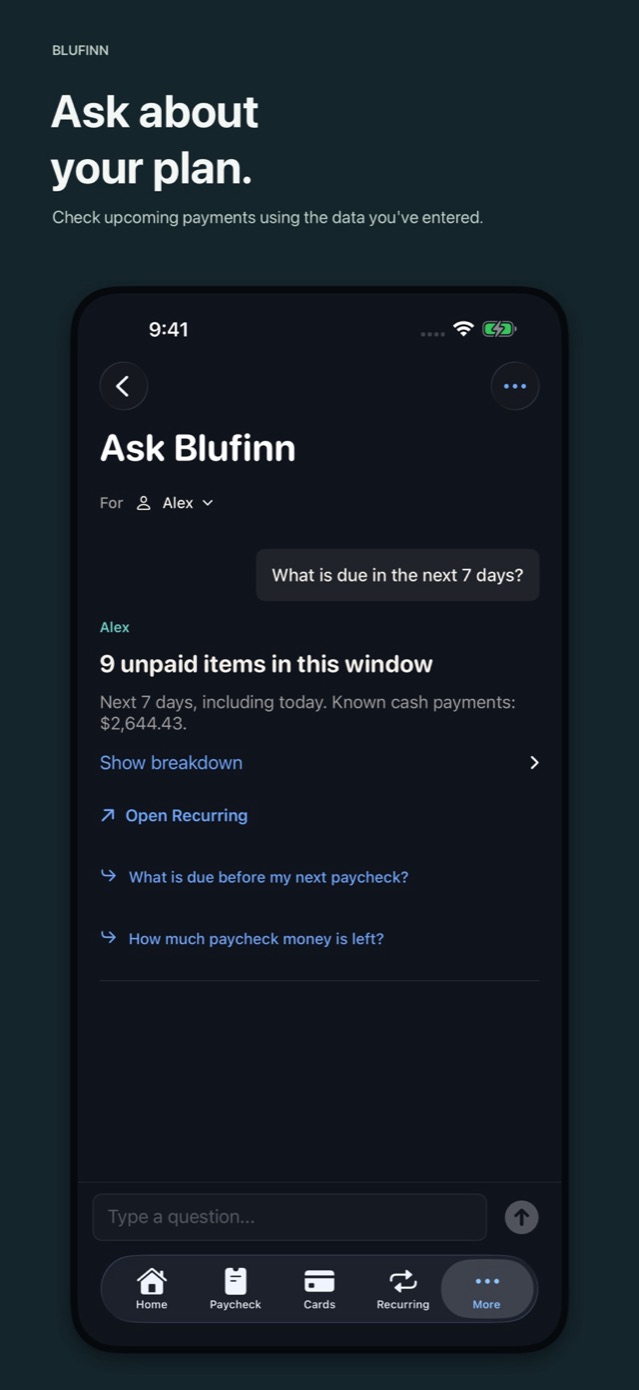 BLUFINN
Ask about
your plan.
Check upcoming payments using the data you've entered.
9:41
Ask Blufinn
For Alex
What is due in the next 7 days?
Alex
9 unpaid items in this window
Next 7 days, including today. Known cash payments:
$2,644.43.
Show breakdown
Open Recurring
What is due before my next paycheck?
How much paycheck money is left?
Type a question...
Home Paycheck Cards Recurring More